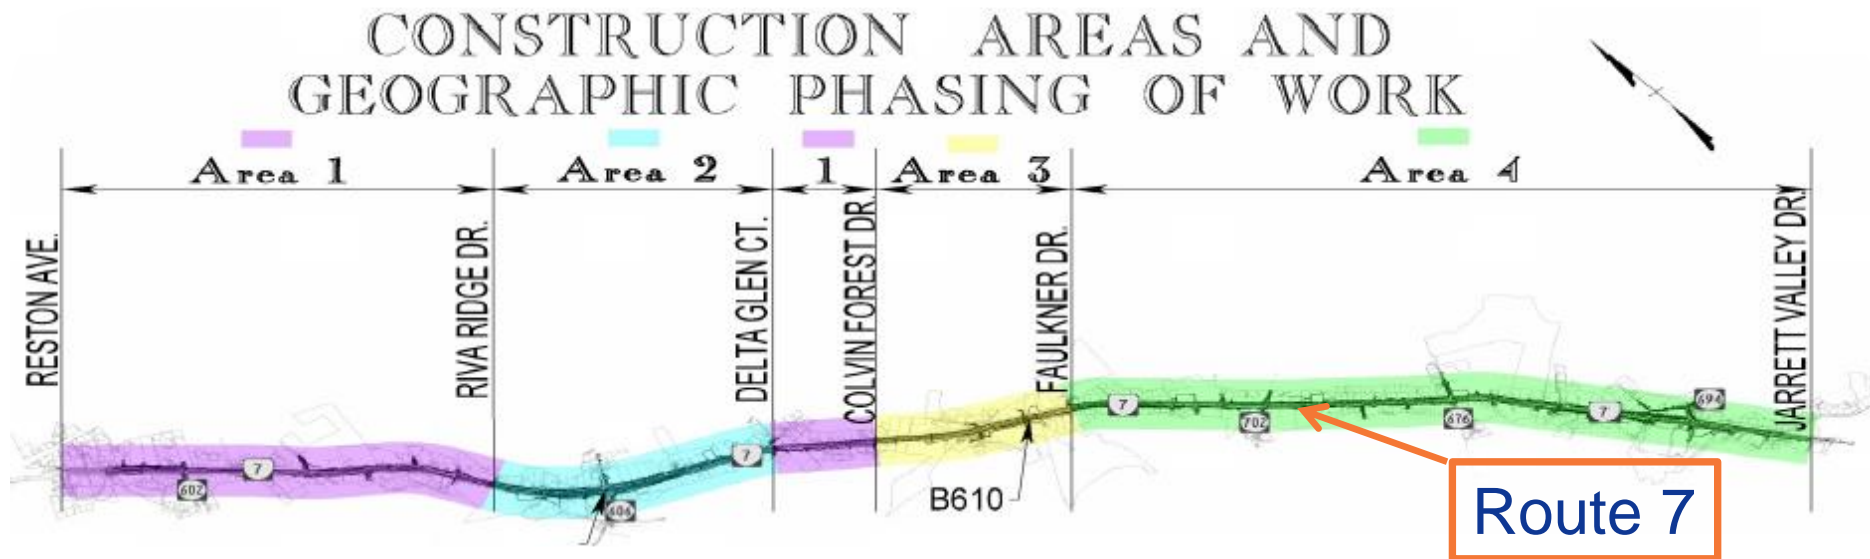 CONSTRUCTION AREAS AND
GEOGRAPHIC PHASING OF WORK
Area 1
Area 2
1
Area 3
Area 4
RESTON AVE.
RIVA RIDGE DR.
DELTA GLEN CT.
COLVIN FOREST DR.
FAULKNER DR.
JARRETT VALLEY DR.
602
7
606
7
B610
7
702
676
7
694
Route 7